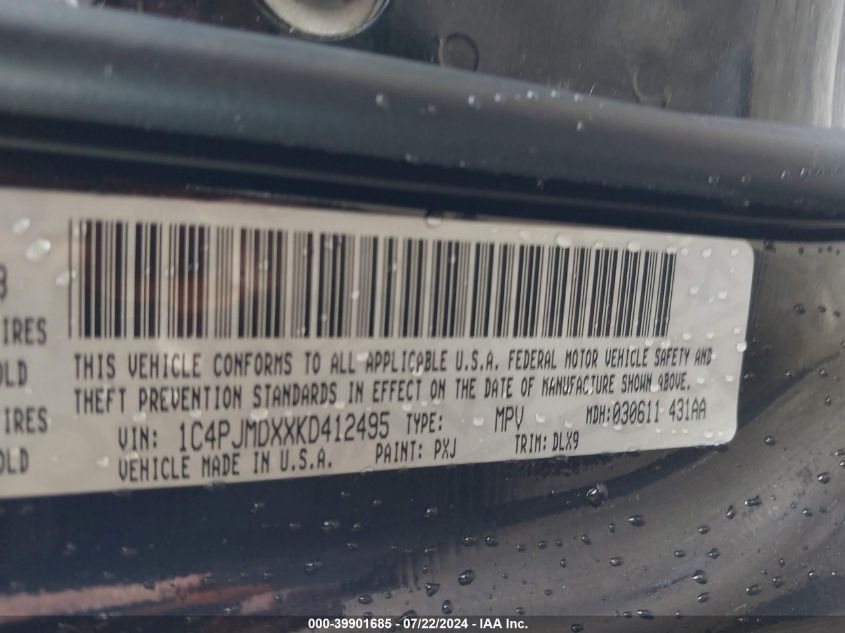 3
IRES
OLD
IRES
OLD
THIS VEHICLE CONFORMS TO ALL APPLICABLE U.S.A. FEDERAL MOTOR VEHICLE SAFETY AND
THEFT PREVENTION STANDARDS IN EFFECT ON THE DATE OF MANUFACTURE SHOWN ABOVE.
VIN: 1C4PJMDXXKD412495 TYPE: MPV MDH:030611 431AA
VEHICLE MADE IN U.S.A. PAINT: PXJ TRIM: DLX9
000-39901685 / 07/22/2024 - IAA Inc.